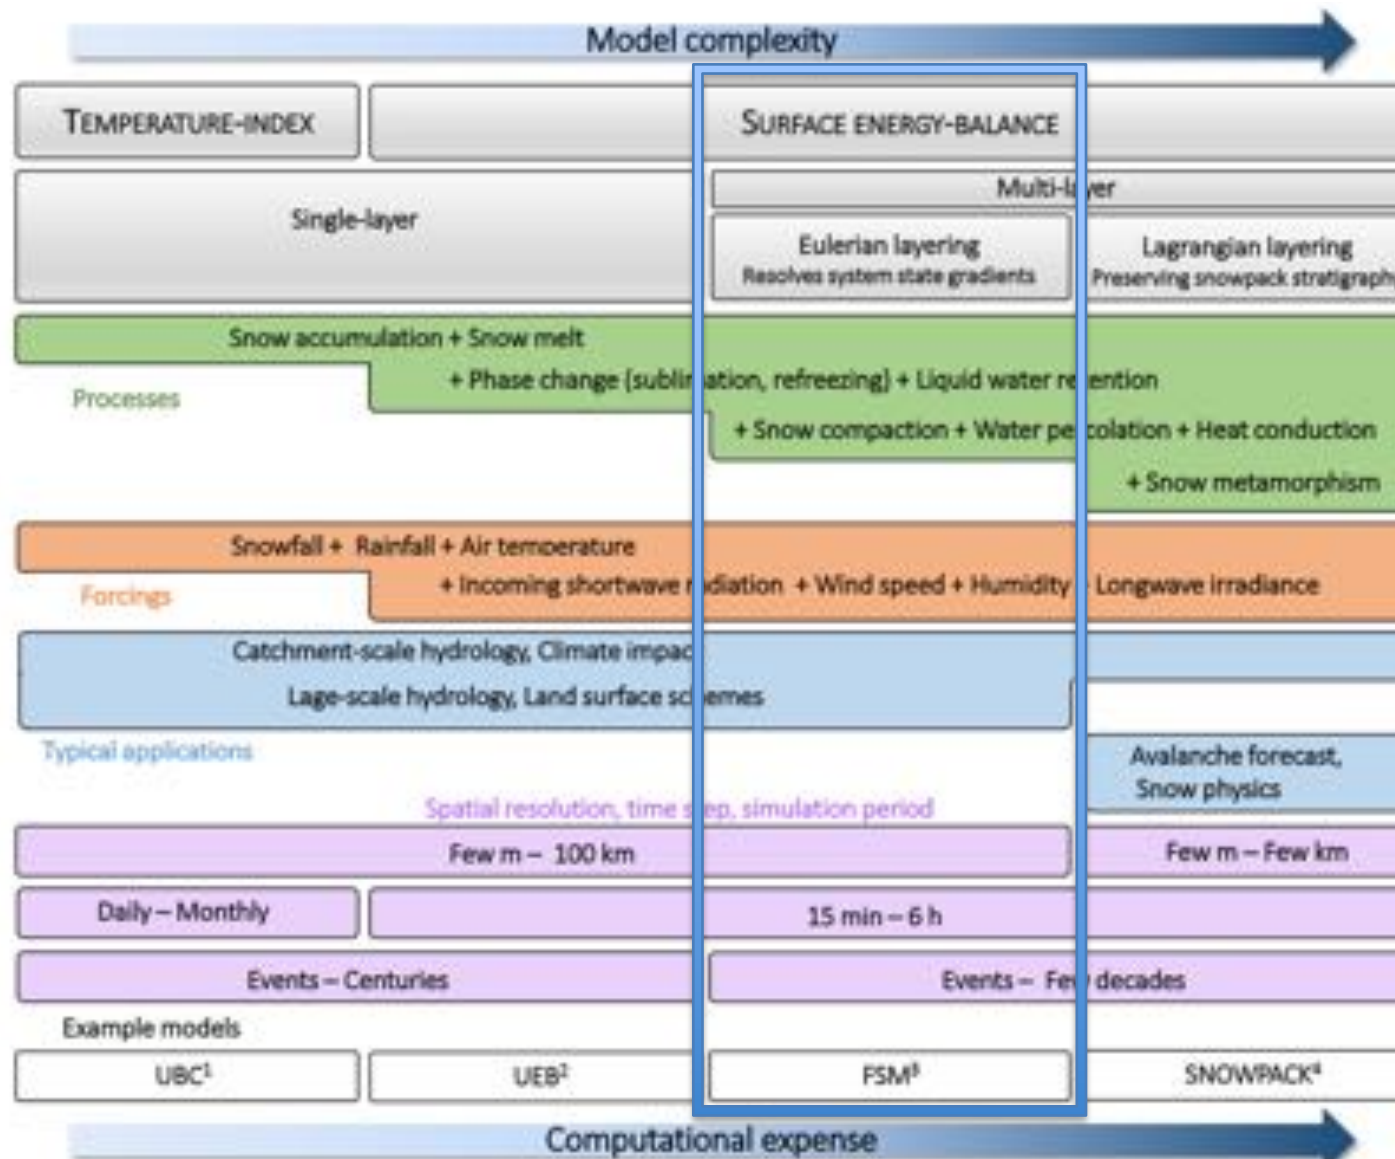 Model complexity
TEMPERATURE-INDEX
SURFACE ENERGY-BALANCE
Single-layer
Multi-layer
Eulerian layering
Resolves system state gradients
Lagrangian layering
Preserving snowpack stratigraphy
Snow accumulation + Snow melt
+ Phase change (sublimation, refreezing) + Liquid water retention
Processes
+ Snow compaction + Water percolation + Heat conduction
+ Snow metamorphism
Snowfall + Rainfall + Air temperature
+ Incoming shortwave radiation + Wind speed + Humidity + Longwave irradiance
Forcings
Catchment-scale hydrology, Climate impact
Lage-scale hydrology, Land surface schemes
Typical applications
Avalanche forecast,
Snow physics
Spatial resolution, time step, simulation period
Few m – 100 km
Few m – Few km
Daily – Monthly
15 min – 6 h
Events – Centuries
Events – Few decades
Example models
UBC¹
UEB²
FSM³
SNOWPACK⁴
Computational expense